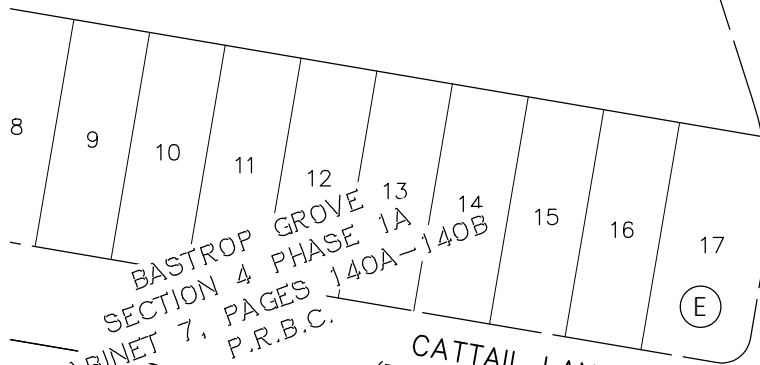 8
9
10
11
12
13
14
15
16
17
BASTROP GROVE
SECTION 4 PHASE 1A
7, PAGES 140A-140B
P.R.B.C.
E
CATTAIL